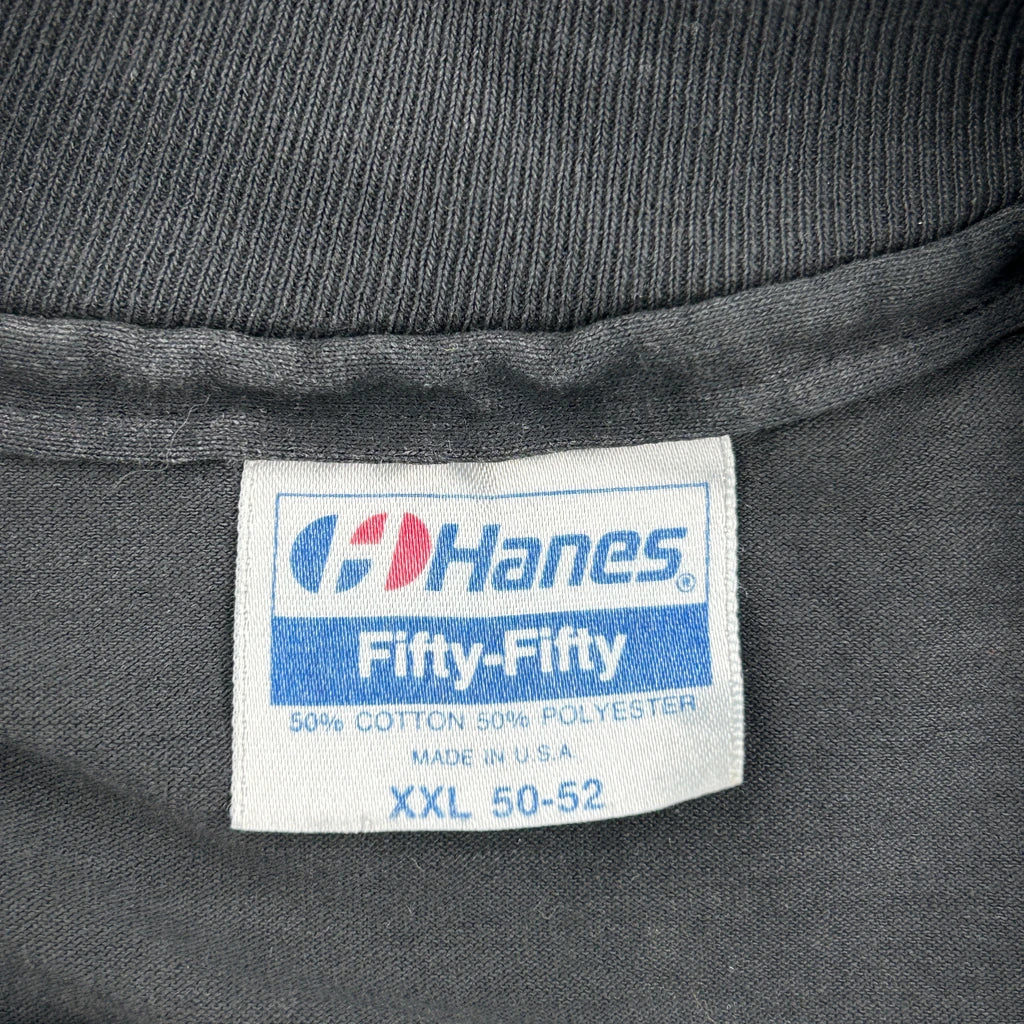 Hanes®
Fifty-Fifty
50% COTTON 50% POLYESTER
MADE IN U.S.A.
XXL 50-52